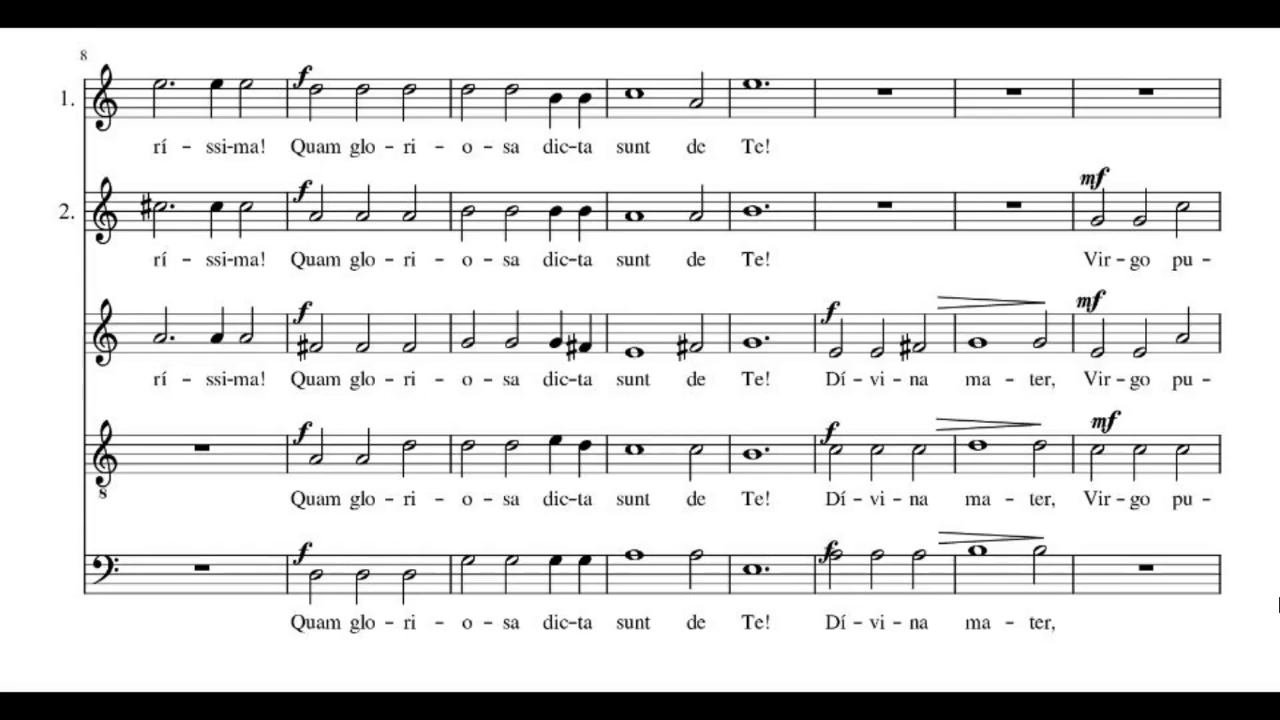 8
f
1.
rí - ssi-ma! Quam glo - ri - o - sa dic-ta sunt de Te!
mf
f
2.
rí - ssi-ma! Quam glo - ri - o - sa dic-ta sunt de Te! Vir - go pu -
f f mf
rí - ssi-ma! Quam glo - ri - o - sa dic-ta sunt de Te! Dí - vi - na ma - ter, Vir - go pu -
f f mf
8
Quam glo - ri - o - sa dic-ta sunt de Te! Dí - vi - na ma - ter, Vir - go pu -
f f
Quam glo - ri - o - sa dic-ta sunt de Te! Dí - vi - na ma - ter,